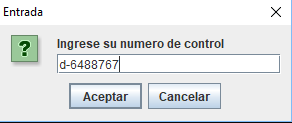 Entrada
Ingrese su numero de control
d-6488767
Aceptar
Cancelar